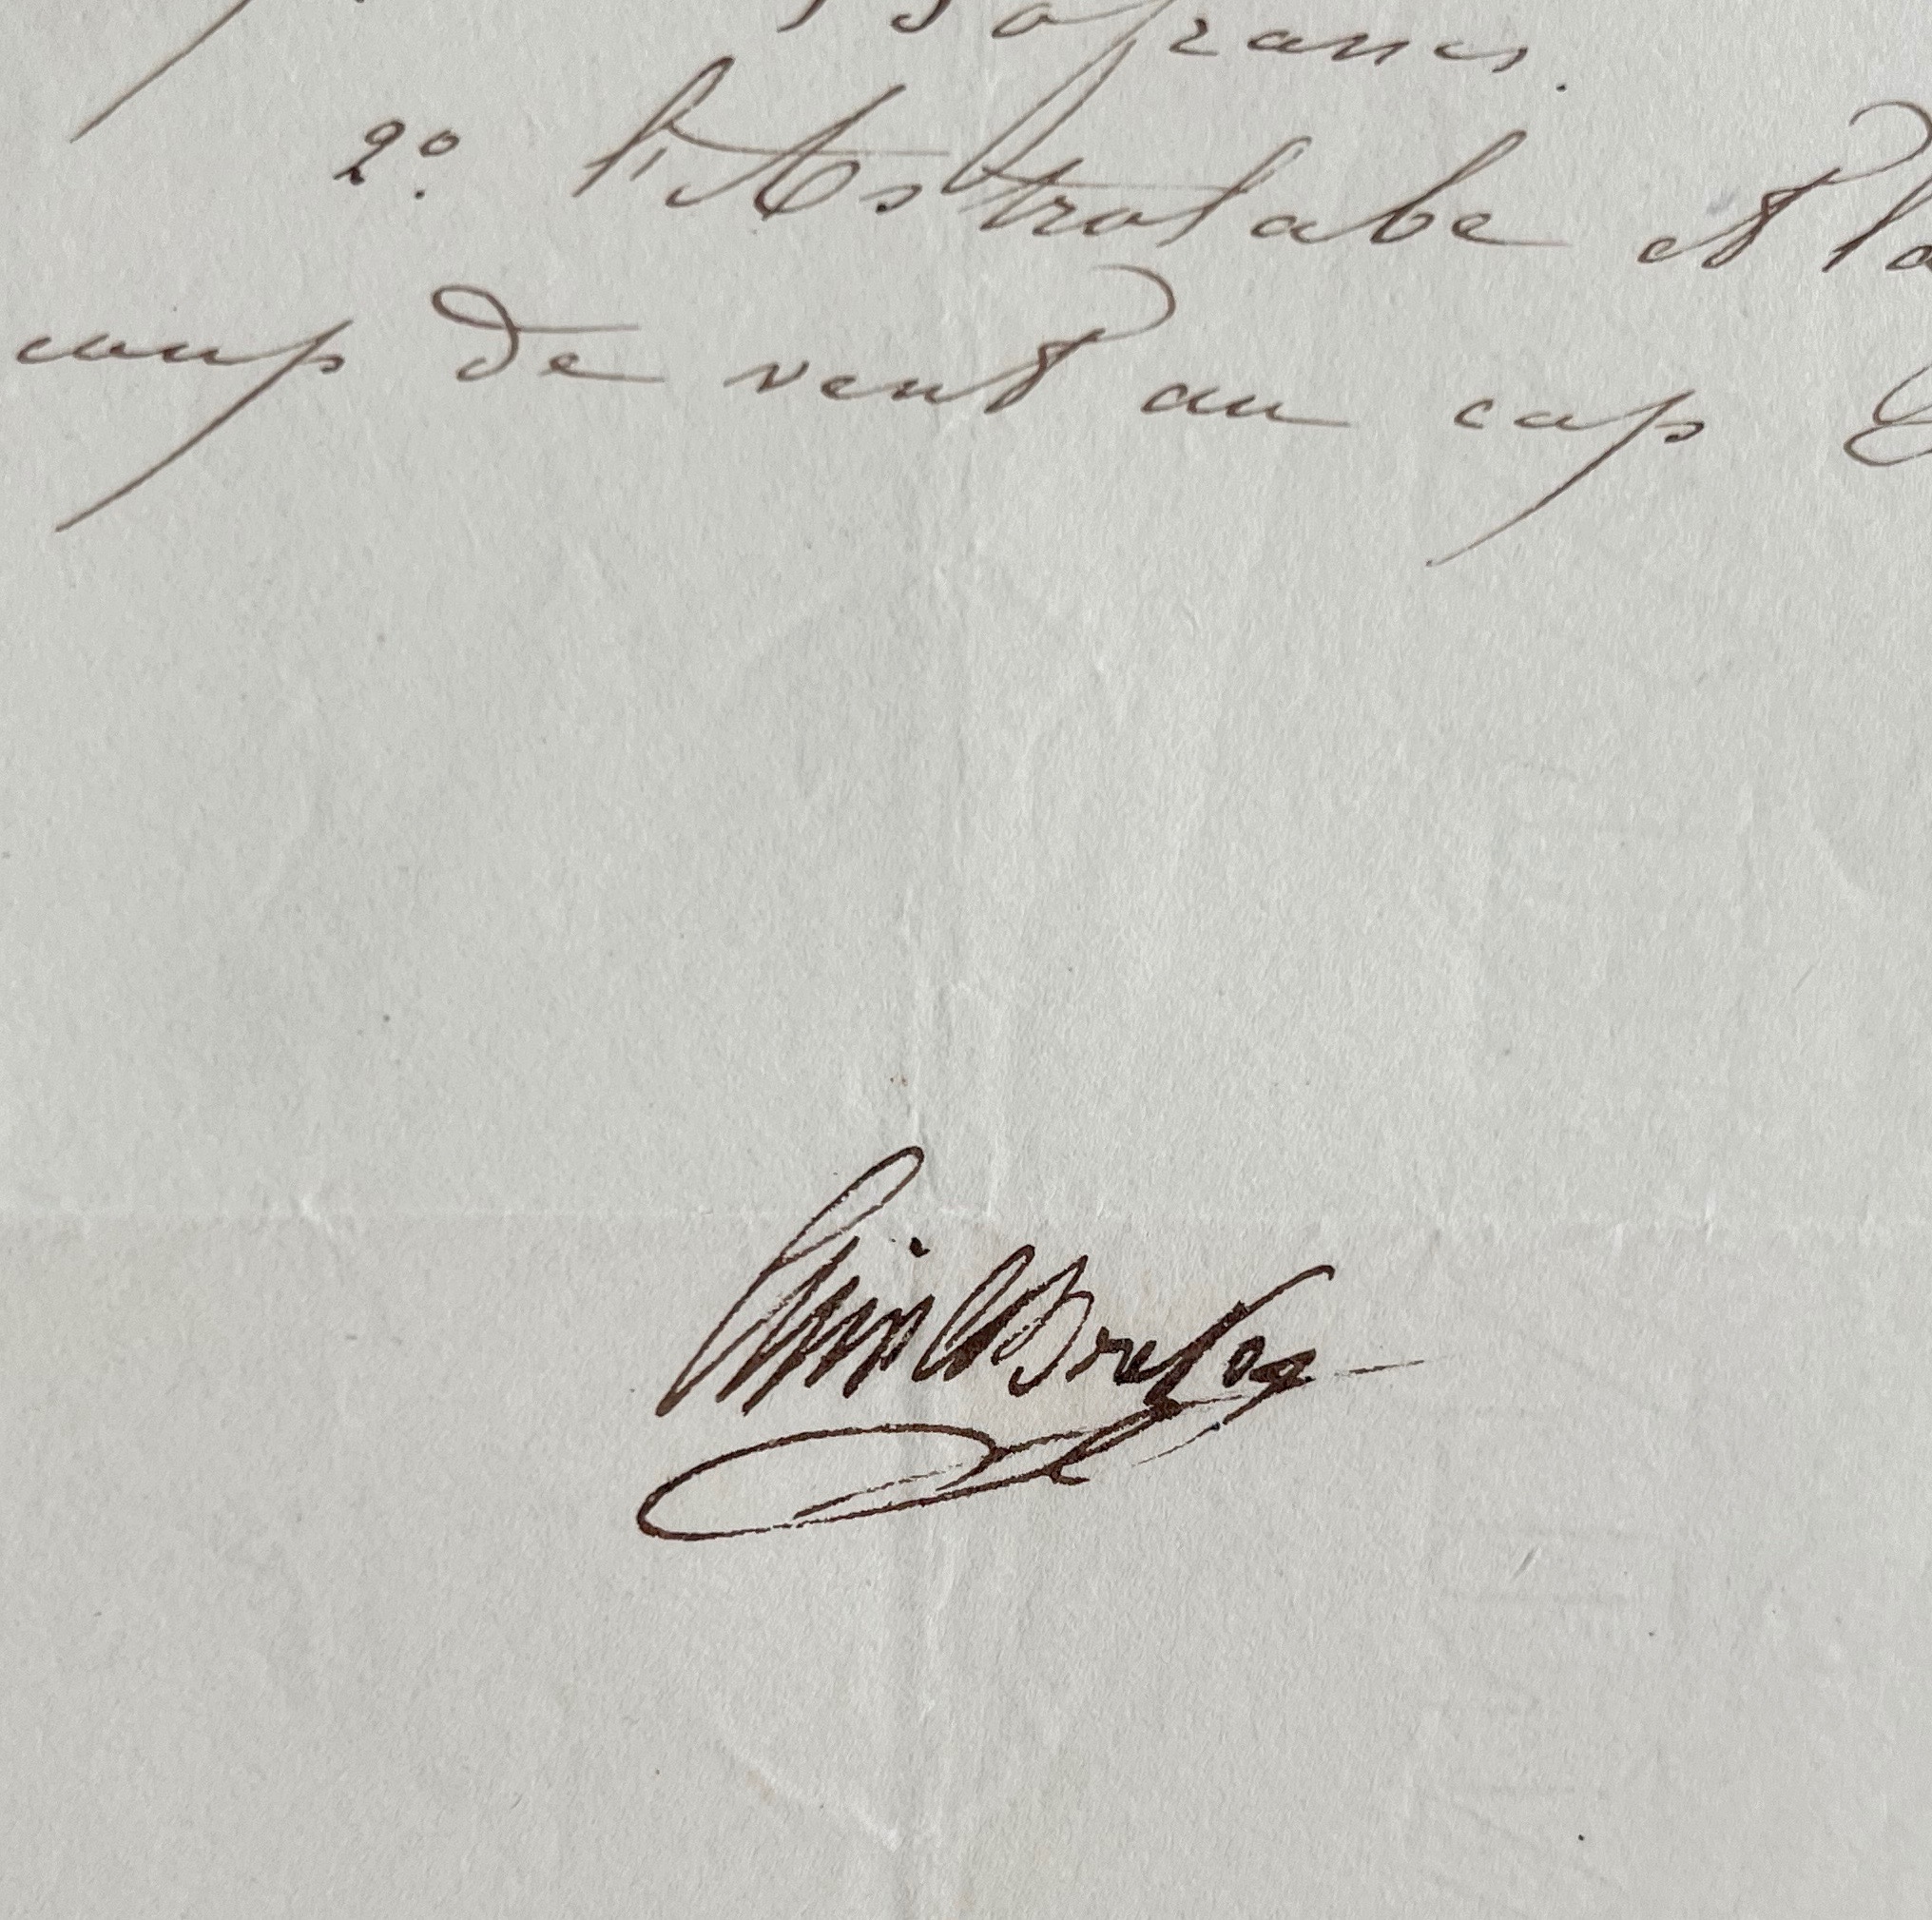 francs.
2° l'Astrolabe et la
coup de vent au cap